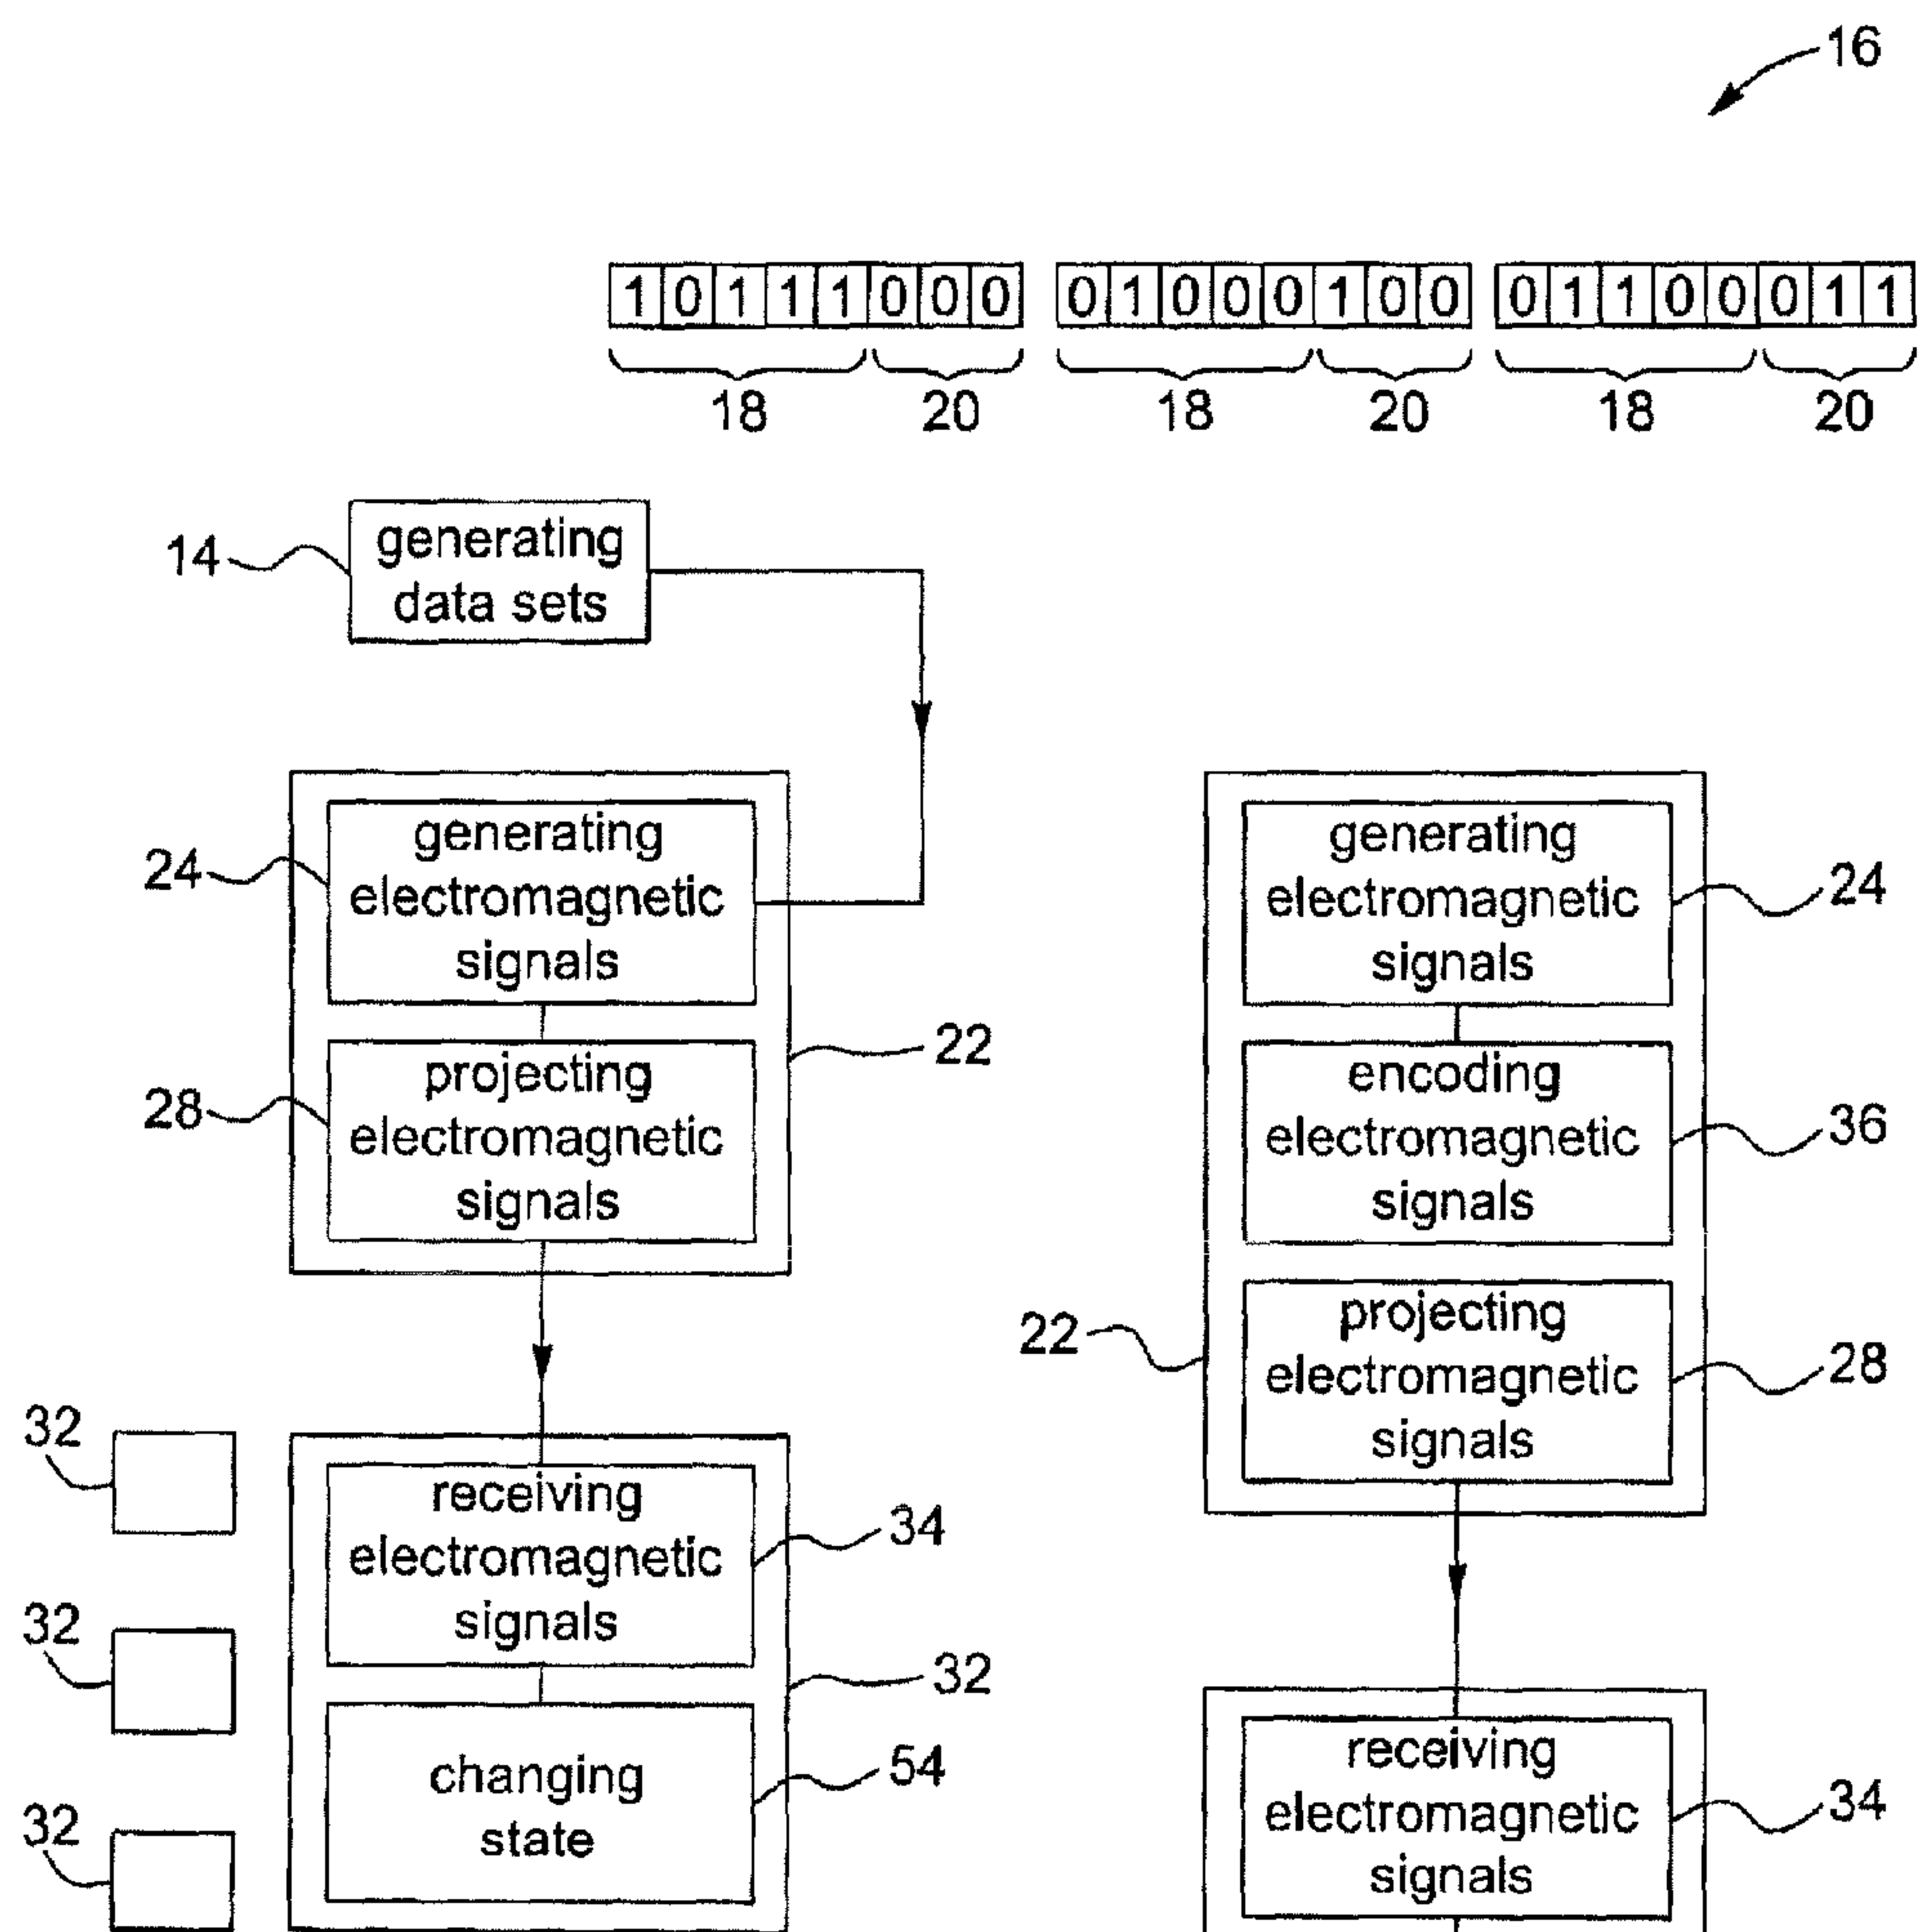 16
1 0 1 1 1 0 0 0 0 1 0 0 0 1 0 0 0 1 1 0 0 0 1 1
18 20 18 20 18 20
14
generating
data sets
24
generating
electromagnetic
signals
22
28
projecting
electromagnetic
signals
32
32
32
receiving
electromagnetic
signals
34
32
changing
state
54
generating
electromagnetic
signals
24
encoding
electromagnetic
signals
36
22
projecting
electromagnetic
signals
28
receiving
electromagnetic
signals
34